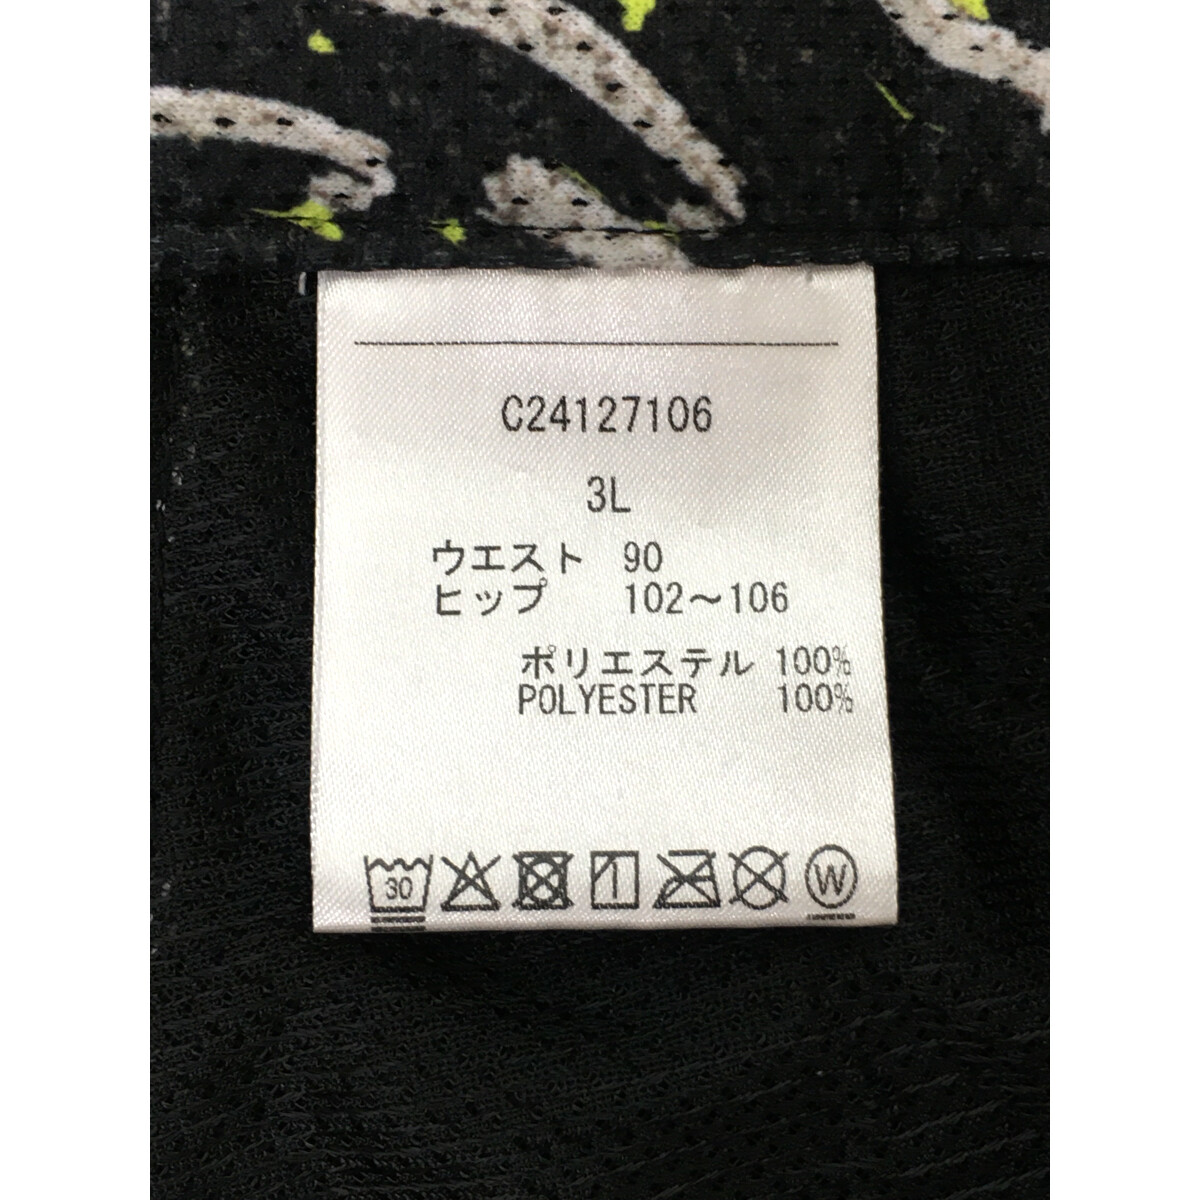 C24127106
3L
ウエスト 90
ヒップ 102～106
ポリエステル 100%
POLYESTER 100%
30
W